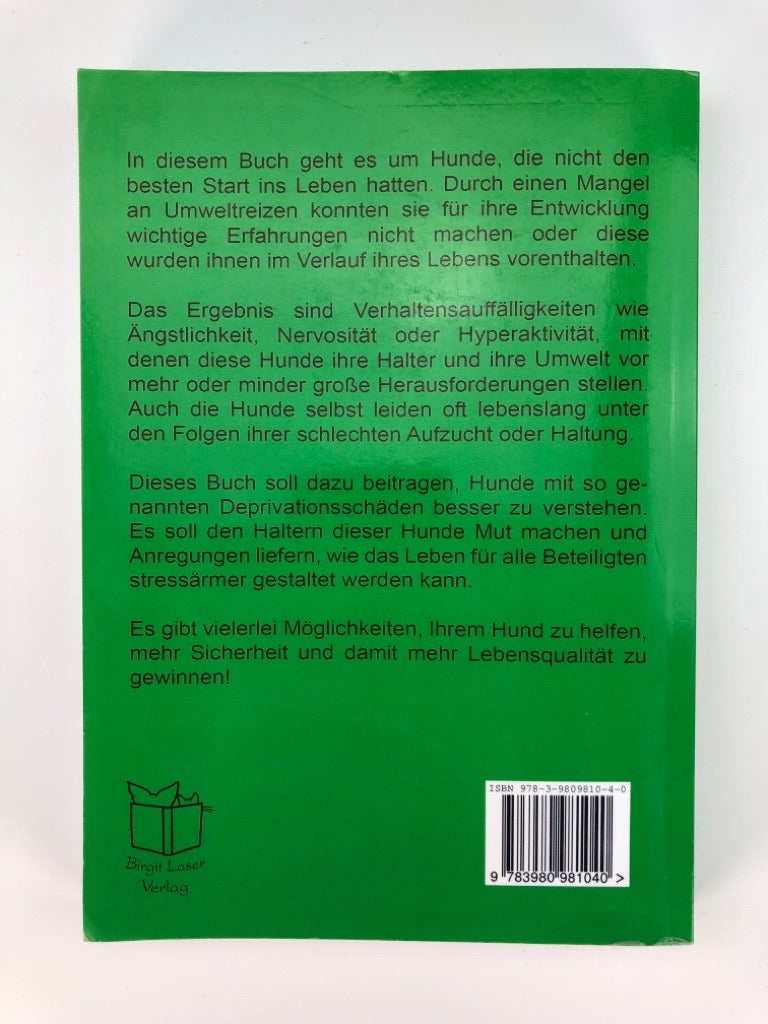 In diesem Buch geht es um Hunde, die nicht den
besten Start ins Leben hatten. Durch einen Mangel
an Umweltreizen konnten sie für ihre Entwicklung
wichtige Erfahrungen nicht machen oder diese
wurden ihnen im Verlauf ihres Lebens vorenthalten.
Das Ergebnis sind Verhaltensauffälligkeiten wie
Ängstlichkeit, Nervosität oder Hyperaktivität, mit
denen diese Hunde ihre Halter und ihre Umwelt vor
mehr oder minder große Herausforderungen stellen.
Auch die Hunde selbst leiden oft lebenslang unter
den Folgen ihrer schlechten Aufzucht oder Haltung.
Dieses Buch soll dazu beitragen, Hunde mit so ge-
nannten Deprivationsschäden besser zu verstehen.
Es soll den Haltern dieser Hunde Mut machen und
Anregungen liefern, wie das Leben für alle Beteiligten
stressärmer gestaltet werden kann.
Es gibt vielerlei Möglichkeiten, Ihrem Hund zu helfen,
mehr Sicherheit und damit mehr Lebensqualität zu
gewinnen!
Birgit Laser
Verlag
ISBN 978-3-9809810-4-0
9 783980 981040 >